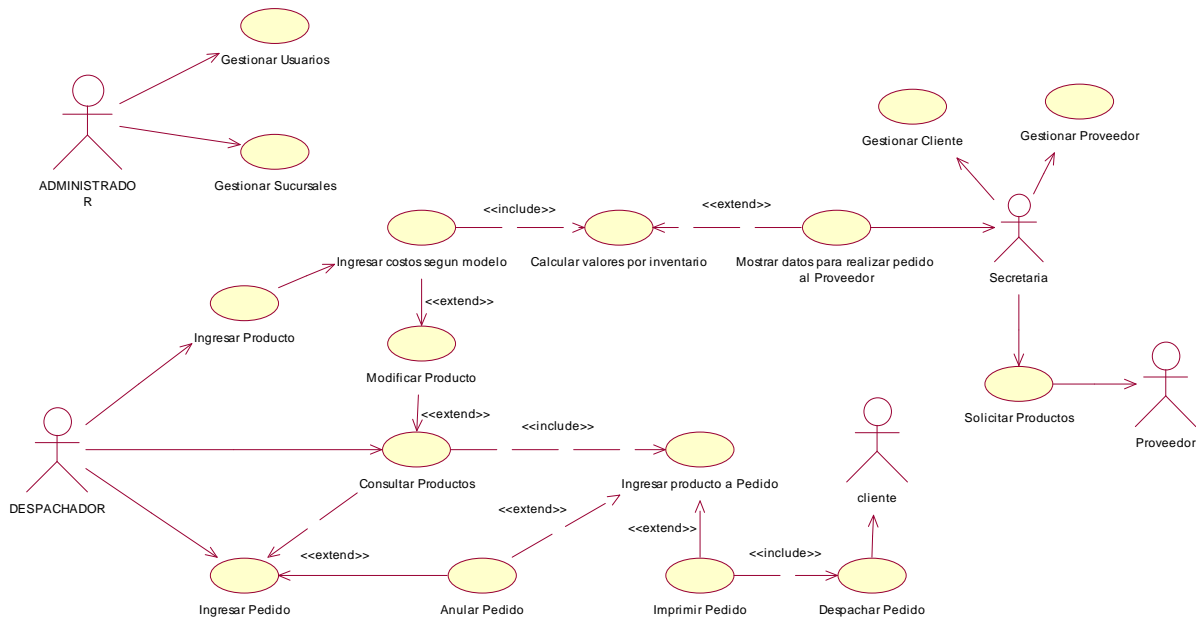 Gestionar Usuarios
Gestionar Cliente
Gestionar Proveedor
ADMINISTRADO
R
Gestionar Sucursales
<<include>>
<<extend>>
Ingresar costos segun modelo
Calcular valores por inventario
Mostrar datos para realizar pedido
al Proveedor
Secretaria
<<extend>>
Ingresar Producto
Modificar Producto
<<extend>>
Solicitar Productos
Proveedor
<<include>>
DESPACHADOR
Consultar Productos
Ingresar producto a Pedido
cliente
<<extend>>
<<extend>>
<<extend>>
<<include>>
Ingresar Pedido
Anular Pedido
Imprimir Pedido
Despachar Pedido